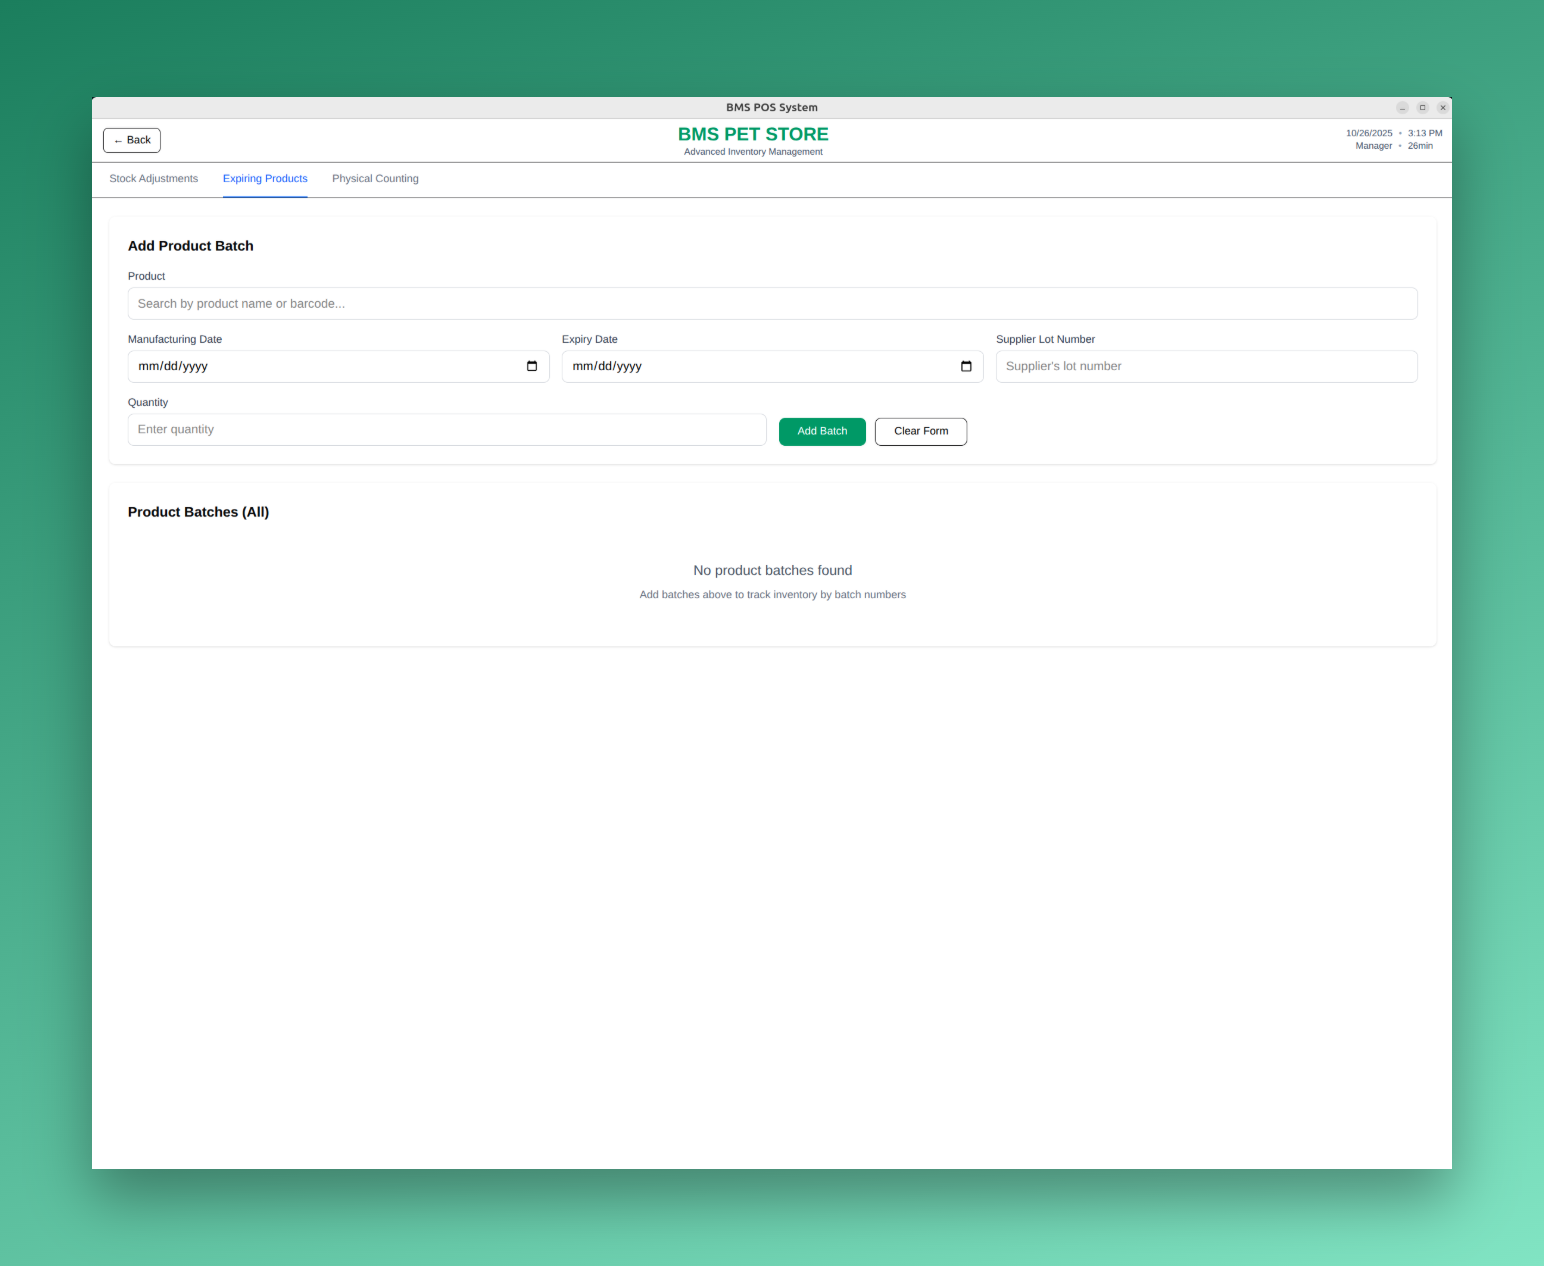 BMS POS System
← Back
BMS PET STORE
Advanced Inventory Management
10/26/2025 • 3:13 PM
Manager • 26min
Stock Adjustments Expiring Products Physical Counting
Add Product Batch
Product
Search by product name or barcode...
Manufacturing Date Expiry Date Supplier Lot Number
mm/dd/yyyy mm/dd/yyyy Supplier's lot number
Quantity
Enter quantity Add Batch Clear Form
Product Batches (All)
No product batches found
Add batches above to track inventory by batch numbers